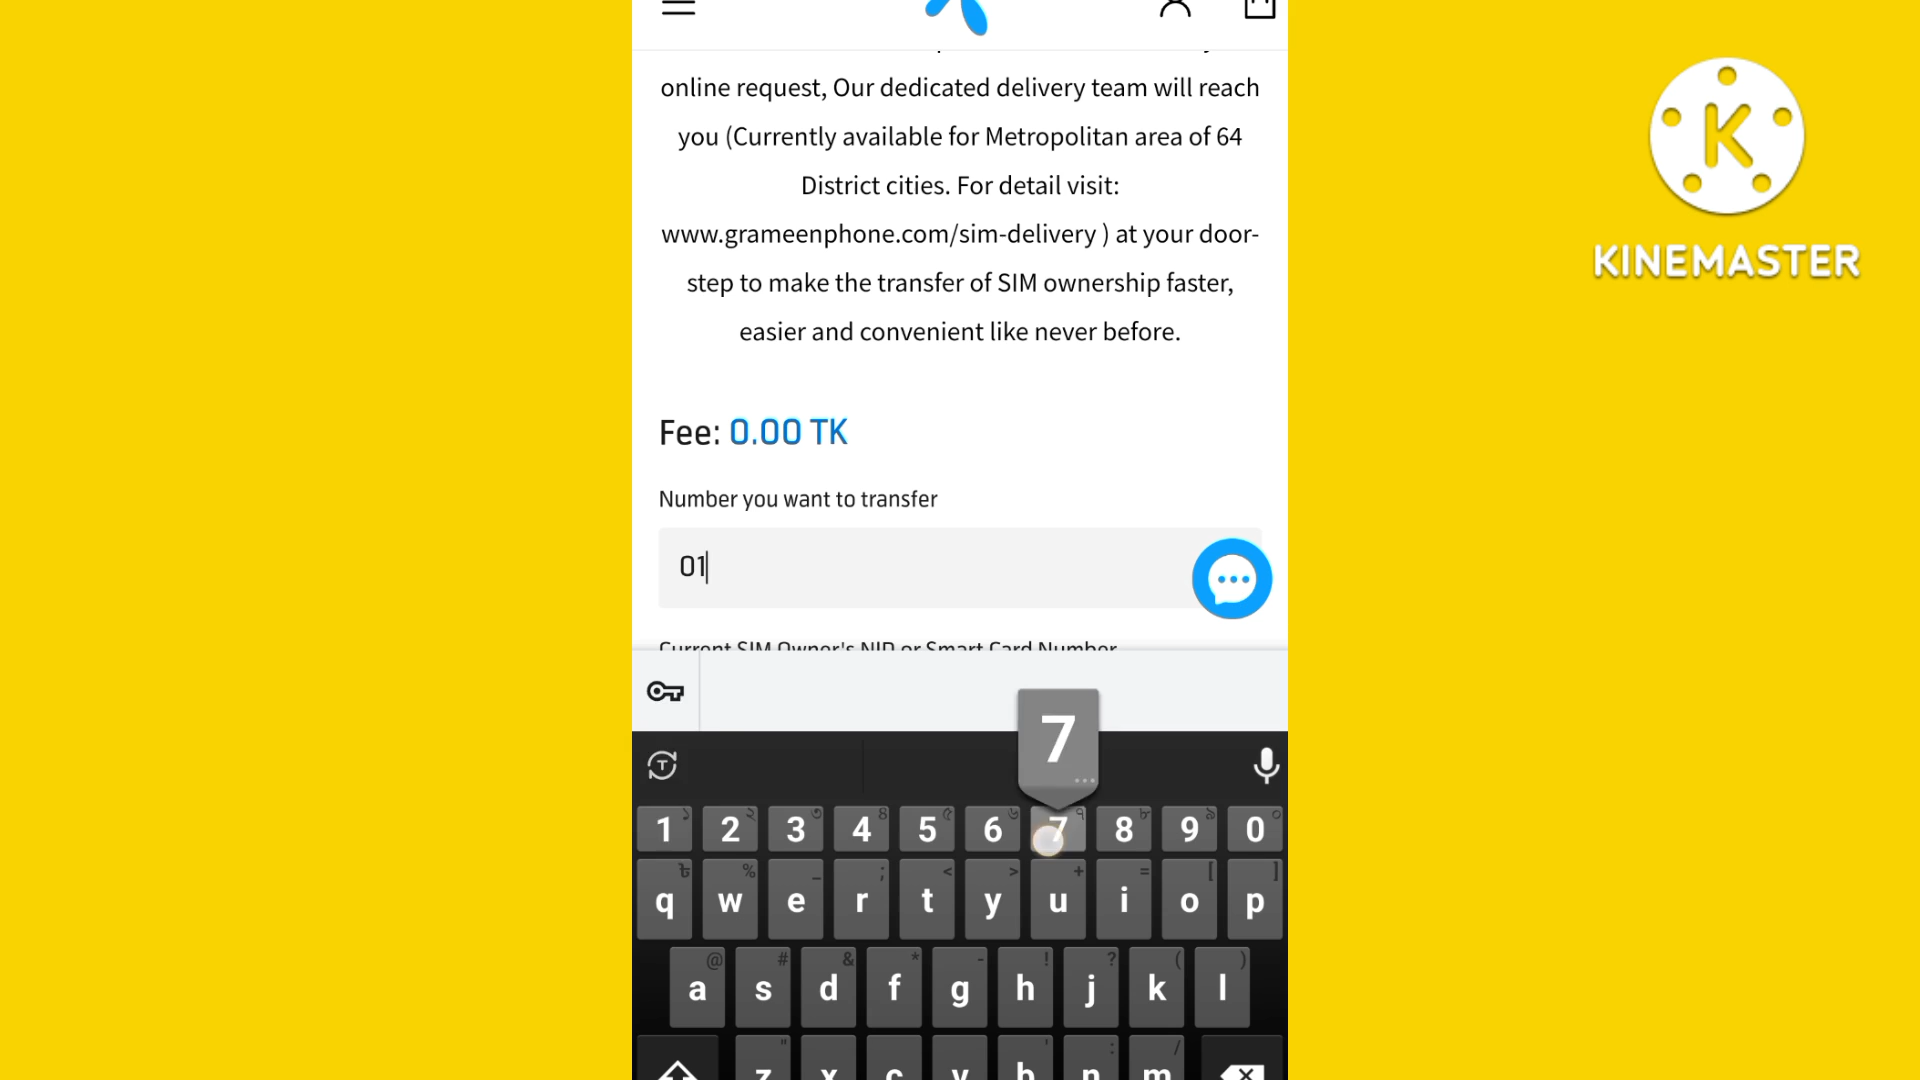 online request, Our dedicated delivery team will reach
you (Currently available for Metropolitan area of 64
District cities. For detail visit:
www.grameenphone.com/sim-delivery ) at your door-
step to make the transfer of SIM ownership faster,
easier and convenient like never before.
K
KINEMASTER
Fee: 0.00 TK
Number you want to transfer
01
Current SIM Owner's NID or Smart Card Number
7
1 2 3 4 5 6 7 8 9 0
q w e r t y u i o p
a s d f g h j k l
z x c v b n m